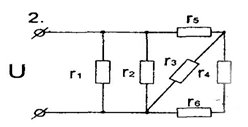 2.
r₅
U
r₁
r₂
r₃
r₄
r₆